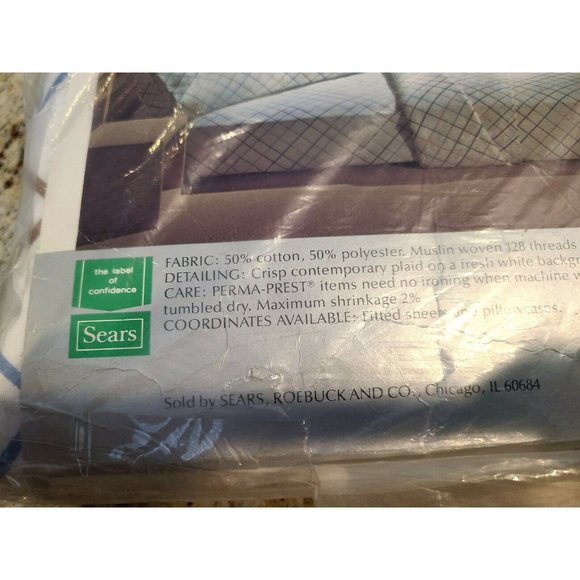 the label
of
confidence
Sears
FABRIC: 50% cotton, 50% polyester. Muslin woven 128 threads
DETAILING: Crisp contemporary plaid on a fresh white backgr
CARE: PERMA-PREST® items need no ironing when machine w
tumbled dry. Maximum shrinkage 2%
COORDINATES AVAILABLE: Fitted sheets and pillowcases.
Sold by SEARS, ROEBUCK AND CO., Chicago, IL 60684